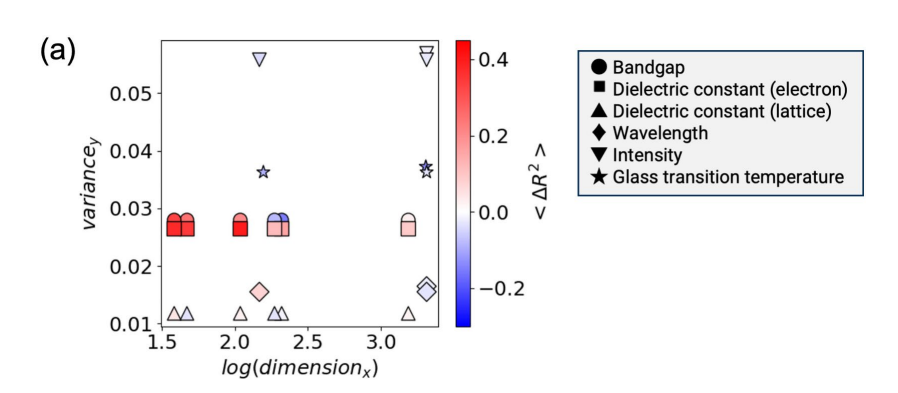 (a)
0.05
0.04
0.03
0.02
0.01
variance_y
1.5
2.0
2.5
3.0
log(dimension_x)
0.4
0.2
0.0
−0.2
< ΔR² >
Bandgap
Dielectric constant (electron)
Dielectric constant (lattice)
Wavelength
Intensity
Glass transition temperature